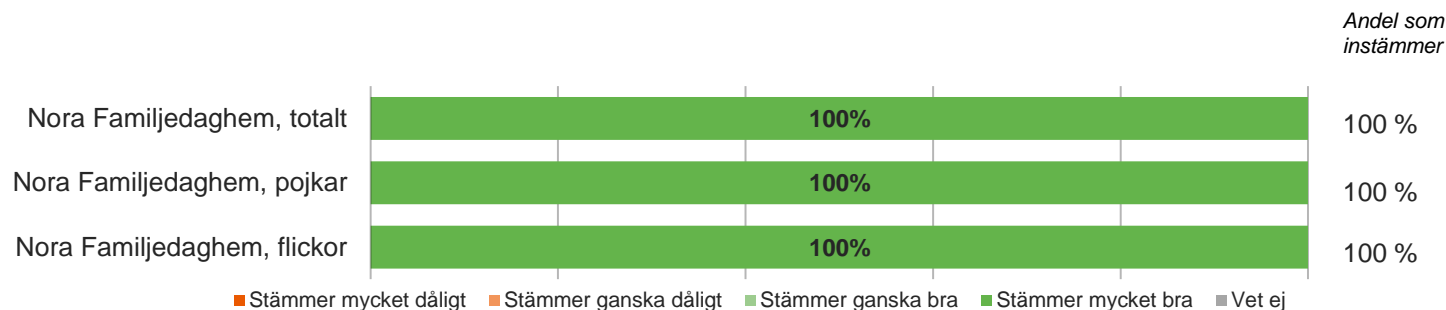 Andel som
instämmer
Nora Familjedaghem, totalt 100% 100 %
Nora Familjedaghem, pojkar 100% 100 %
Nora Familjedaghem, flickor 100% 100 %
Stämmer mycket dåligt Stämmer ganska dåligt Stämmer ganska bra Stämmer mycket bra Vet ej